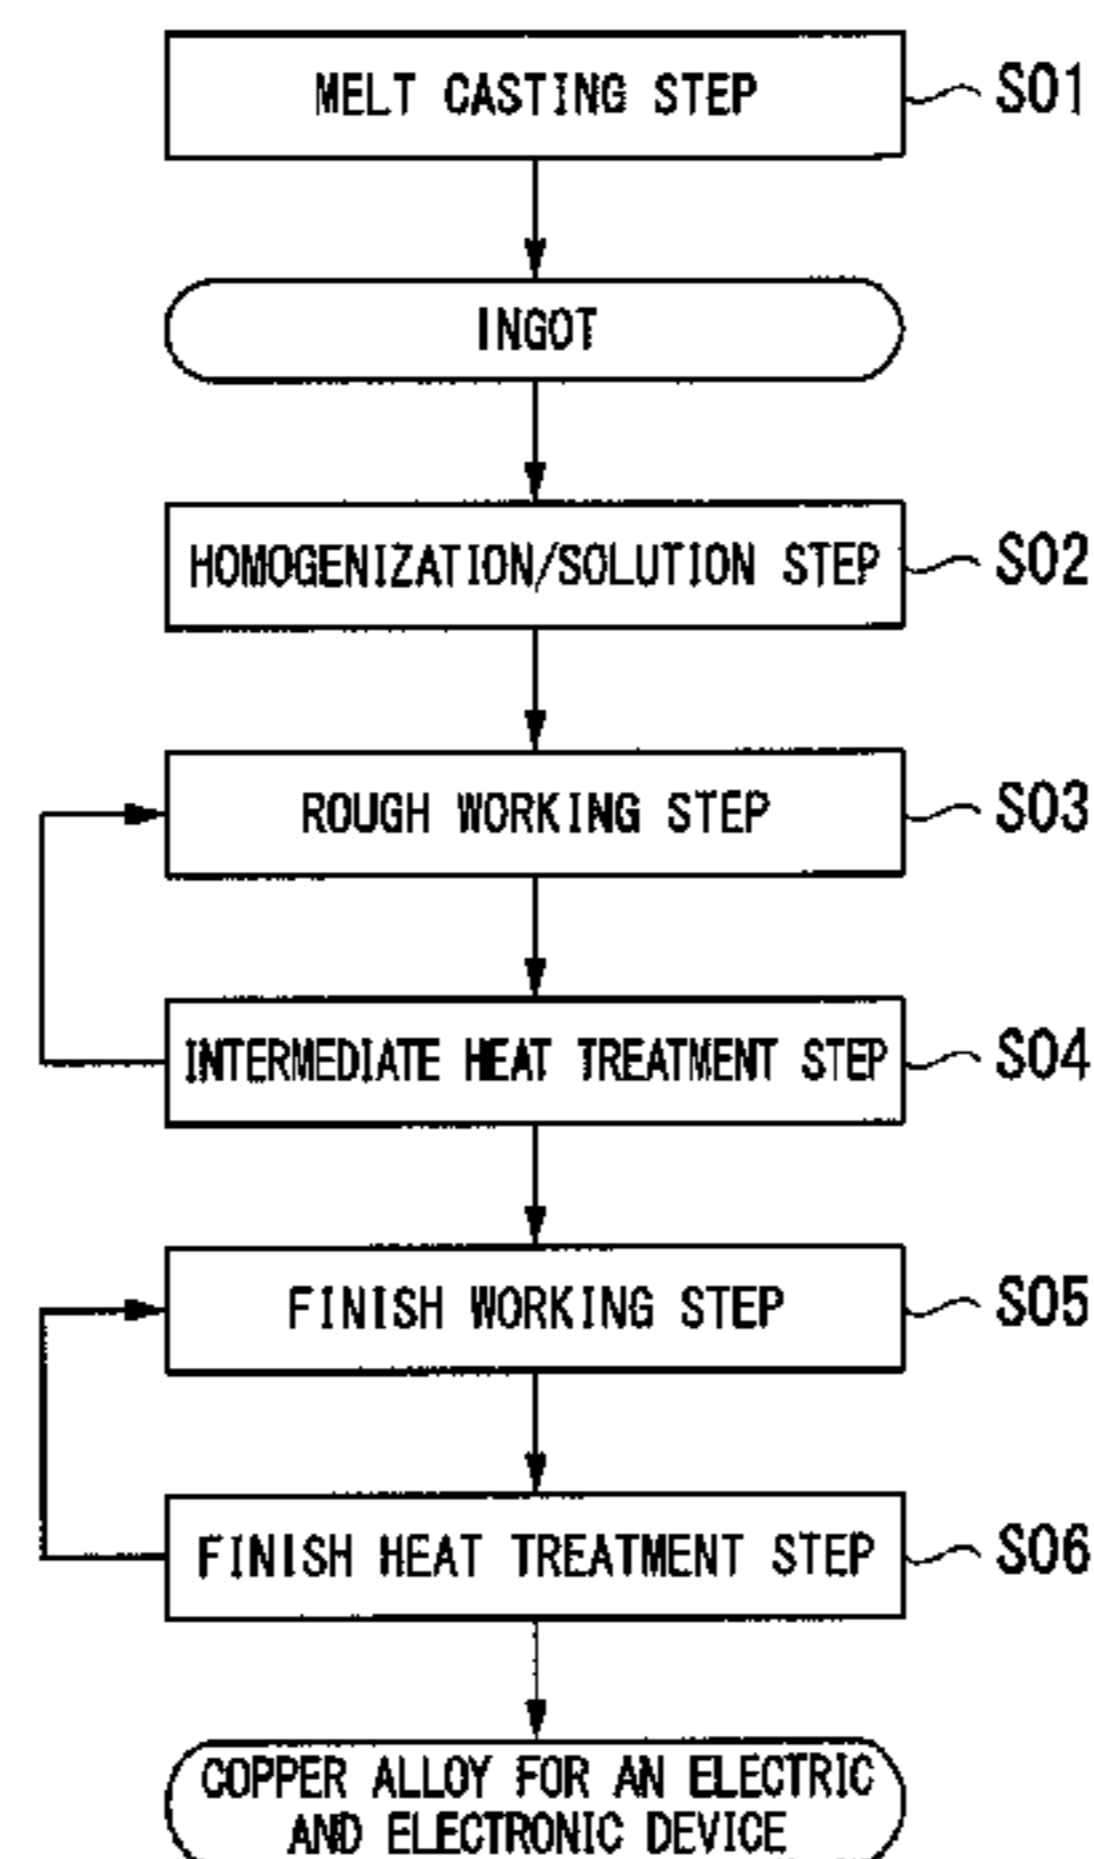 MELT CASTING STEP
S01
INGOT
HOMOGENIZATION/SOLUTION STEP
S02
ROUGH WORKING STEP
S03
INTERMEDIATE HEAT TREATMENT STEP
S04
FINISH WORKING STEP
S05
FINISH HEAT TREATMENT STEP
S06
COPPER ALLOY FOR AN ELECTRIC
AND ELECTRONIC DEVICE